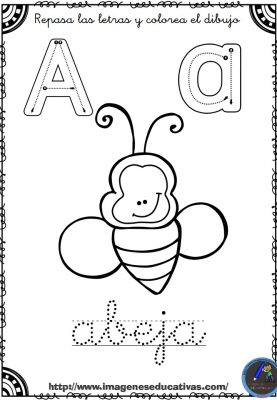 Repasa las letras y colorea el dibujo
A a
abeja
http://www.imageneseducativas.com/